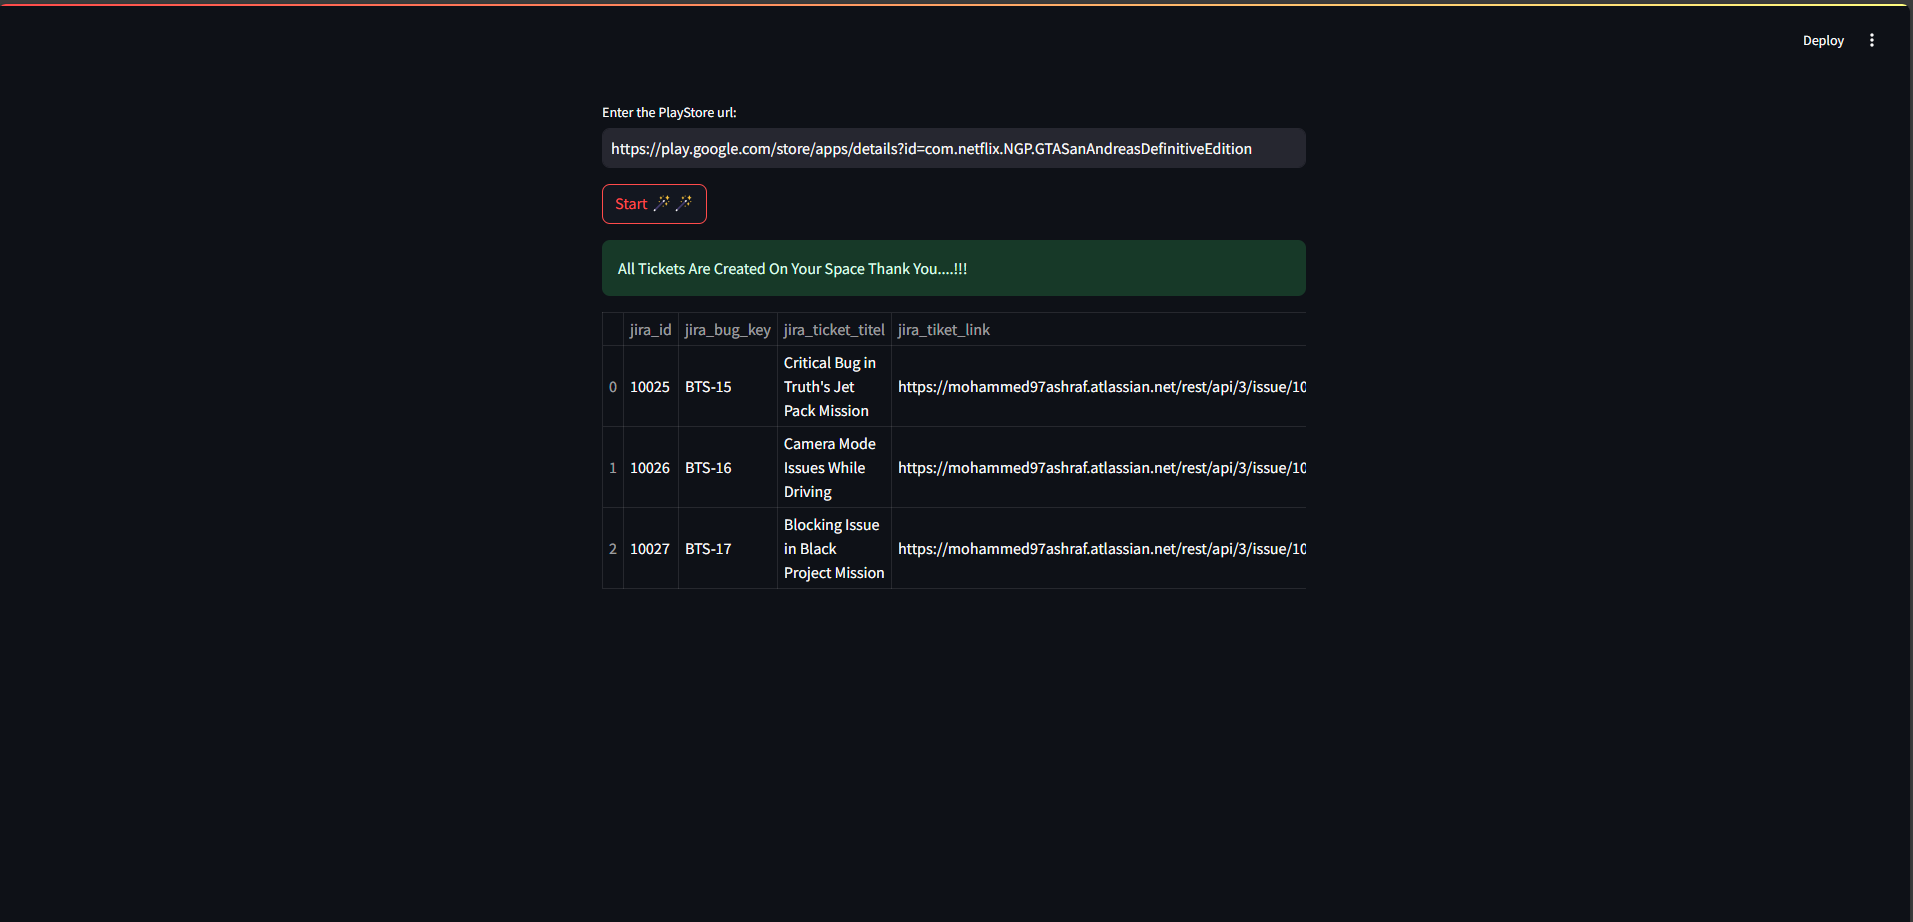 Deploy
Enter the PlayStore url:
https://play.google.com/store/apps/details?id=com.netflix.NGP.GTASanAndreasDefinitiveEdition
Start
All Tickets Are Created On Your Space Thank You....!!!
jira_id jira_bug_key jira_ticket_titel jira_tiket_link
0 10025 BTS-15 Critical Bug in
Truth's Jet
Pack Mission
https://mohammed97ashraf.atlassian.net/rest/api/3/issue/10
1 10026 BTS-16 Camera Mode
Issues While
Driving
https://mohammed97ashraf.atlassian.net/rest/api/3/issue/10
2 10027 BTS-17 Blocking Issue
in Black
Project Mission
https://mohammed97ashraf.atlassian.net/rest/api/3/issue/10